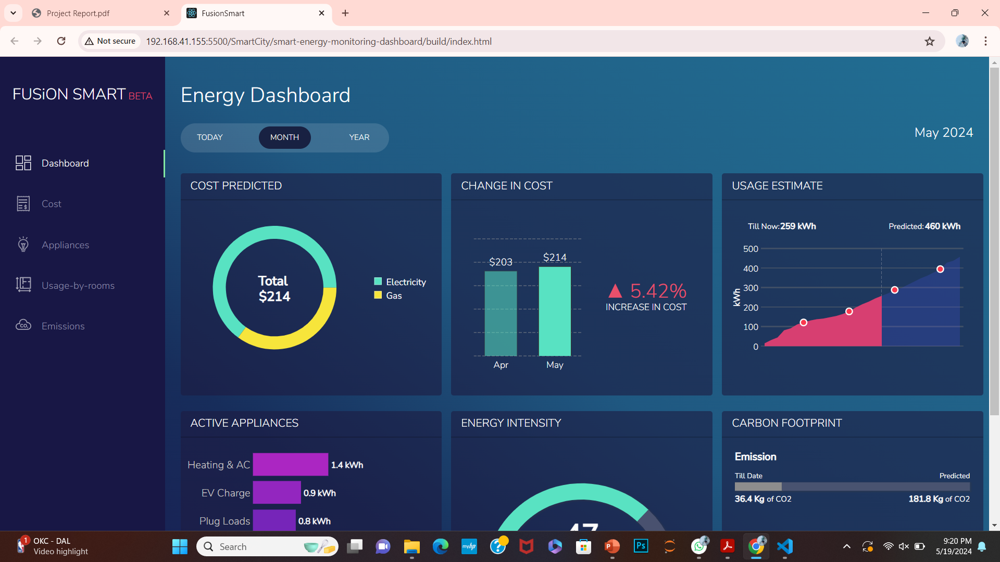 Project Report.pdf
FusionSmart
Not secure
192.168.41.155:5500/SmartCity/smart-energy-monitoring-dashboard/build/index.html
FUSiON SMART BETA
Dashboard
Cost
Appliances
Usage-by-rooms
CO₂
Emissions
Energy Dashboard
TODAY
MONTH
YEAR
May 2024
COST PREDICTED
Total
$214
Electricity
Gas
CHANGE IN COST
$203
$214
Apr
May
5.42%
INCREASE IN COST
USAGE ESTIMATE
Till Now: 259 kWh
Predicted: 460 kWh
kWh
500
400
300
200
100
0
ACTIVE APPLIANCES
Heating & AC 1.4 kWh
EV Charge 0.9 kWh
Plug Loads 0.8 kWh
ENERGY INTENSITY
47
CARBON FOOTPRINT
Emission
Till Date
Predicted
36.4 Kg of CO2
181.8 Kg of CO2
1
OKC - DAL
Video highlight
Search
myhp
Ps
9:20 PM
5/19/2024